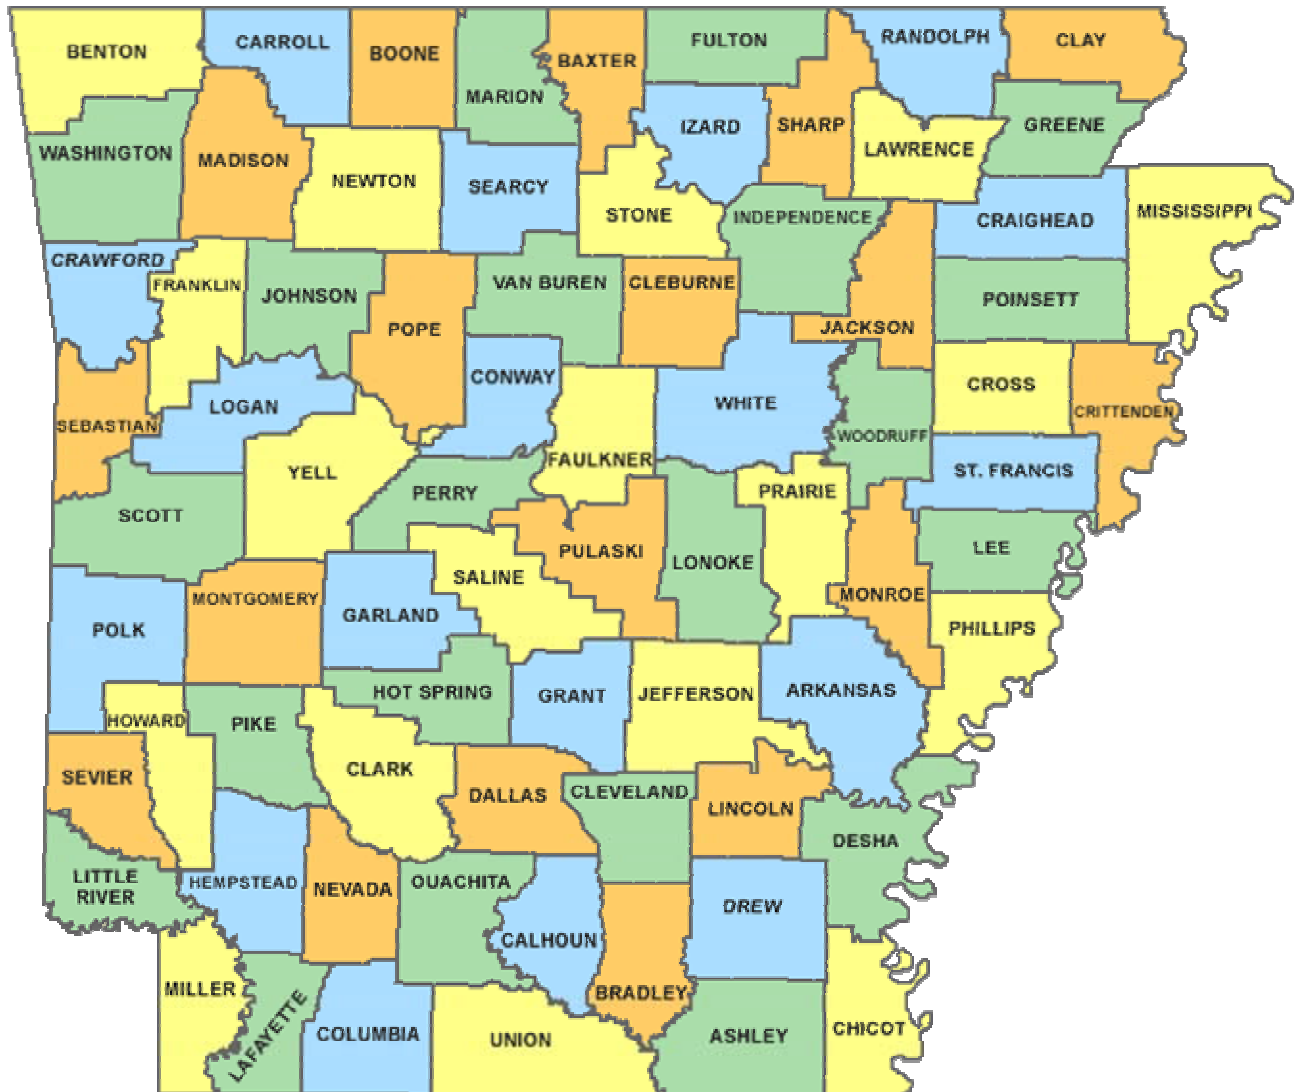 BENTON
CARROLL
BOONE
MARION
BAXTER
FULTON
RANDOLPH
CLAY
SHARP
IZARD
GREENE
LAWRENCE
WASHINGTON
MADISON
NEWTON
SEARCY
STONE
INDEPENDENCE
CRAIGHEAD
MISSISSIPPI
CRAWFORD
FRANKLIN
JOHNSON
POPE
VAN BUREN
CLEBURNE
JACKSON
POINSETT
CONWAY
WHITE
CROSS
CRITTENDEN
SEBASTIAN
LOGAN
WOODRUFF
FAULKNER
ST. FRANCIS
YELL
PERRY
PRAIRIE
SCOTT
PULASKI
LONOKE
LEE
SALINE
MONROE
MONTGOMERY
GARLAND
POLK
PHILLIPS
HOT SPRING
GRANT
JEFFERSON
ARKANSAS
HOWARD
PIKE
SEVIER
CLARK
DALLAS
CLEVELAND
LINCOLN
DESHA
LITTLE
RIVER
HEMPSTEAD
NEVADA
OUACHITA
DREW
CALHOUN
MILLER
BRADLEY
LAFAYETTE
COLUMBIA
UNION
ASHLEY
CHICOT